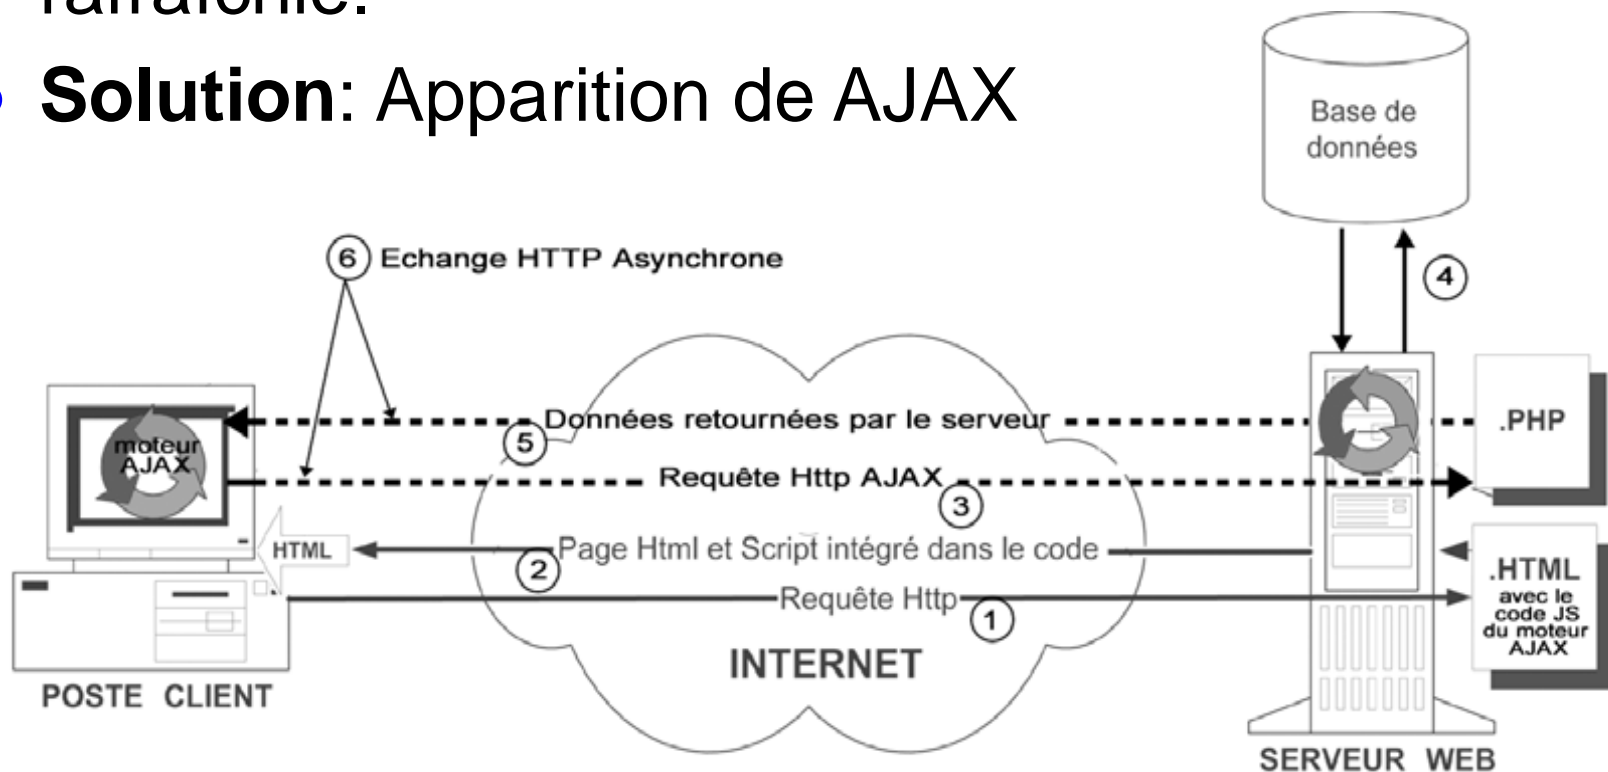 Solution: Apparition de AJAX
Base de
données
6 Echange HTTP Asynchrone
4
moteur
AJAX
Données retournées par le serveur
5
.PHP
Requête Http AJAX
3
HTML
Page Html et Script intégré dans le code
2
.HTML
avec le
code JS
du moteur
AJAX
Requête Http
1
INTERNET
POSTE CLIENT
SERVEUR WEB